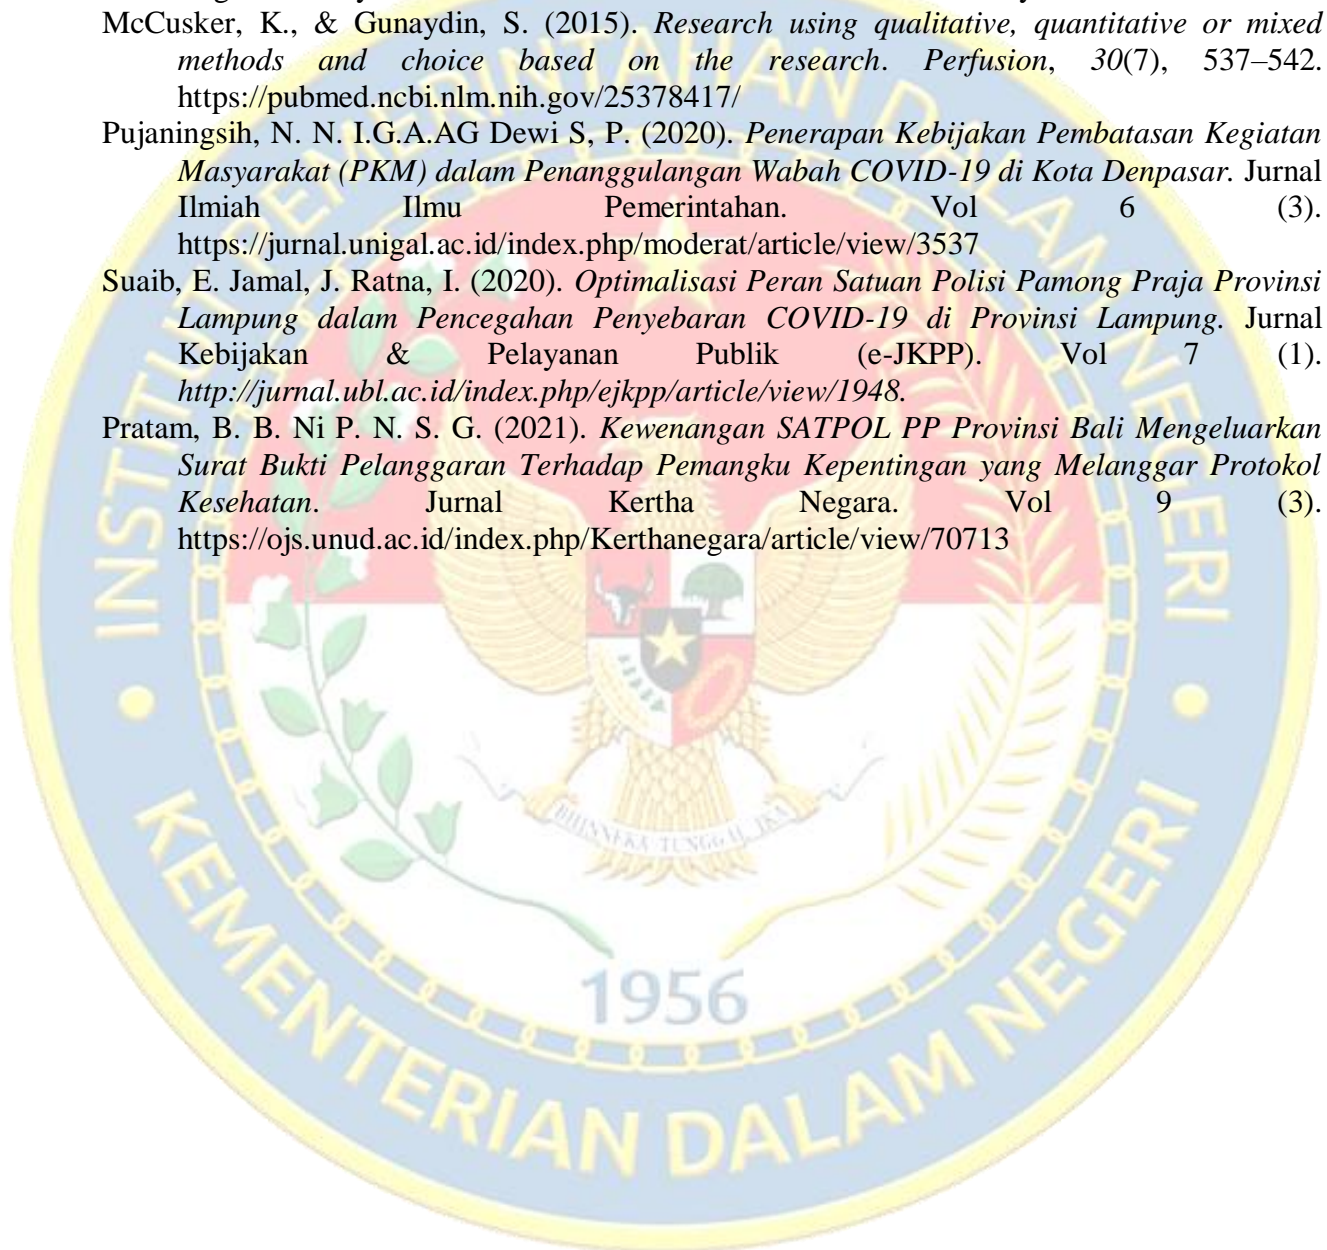 McCusker, K., & Gunaydin, S. (2015). Research using qualitative, quantitative or mixed
methods and choice based on the research. Perfusion, 30(7), 537–542.
https://pubmed.ncbi.nlm.nih.gov/25378417/
Pujaningsih, N. N. I.G.A.AG Dewi S, P. (2020). Penerapan Kebijakan Pembatasan Kegiatan
Masyarakat (PKM) dalam Penanggulangan Wabah COVID-19 di Kota Denpasar. Jurnal
Ilmiah Ilmu Pemerintahan. Vol 6 (3).
https://jurnal.unigal.ac.id/index.php/moderat/article/view/3537
Suaib, E. Jamal, J. Ratna, I. (2020). Optimalisasi Peran Satuan Polisi Pamong Praja Provinsi
Lampung dalam Pencegahan Penyebaran COVID-19 di Provinsi Lampung. Jurnal
Kebijakan & Pelayanan Publik (e-JKPP). Vol 7 (1).
http://jurnal.ubl.ac.id/index.php/ejkpp/article/view/1948.
Pratam, B. B. Ni P. N. S. G. (2021). Kewenangan SATPOL PP Provinsi Bali Mengeluarkan
Surat Bukti Pelanggaran Terhadap Pemangku Kepentingan yang Melanggar Protokol
Kesehatan. Jurnal Kertha Negara. Vol 9 (3).
https://ojs.unud.ac.id/index.php/Kerthanegara/article/view/70713
INSTITUT PEMERINTAHAN DALAM NEGERI
BHINNEKA TUNGGAL IKA
1956
KEMENTERIAN DALAM NEGERI